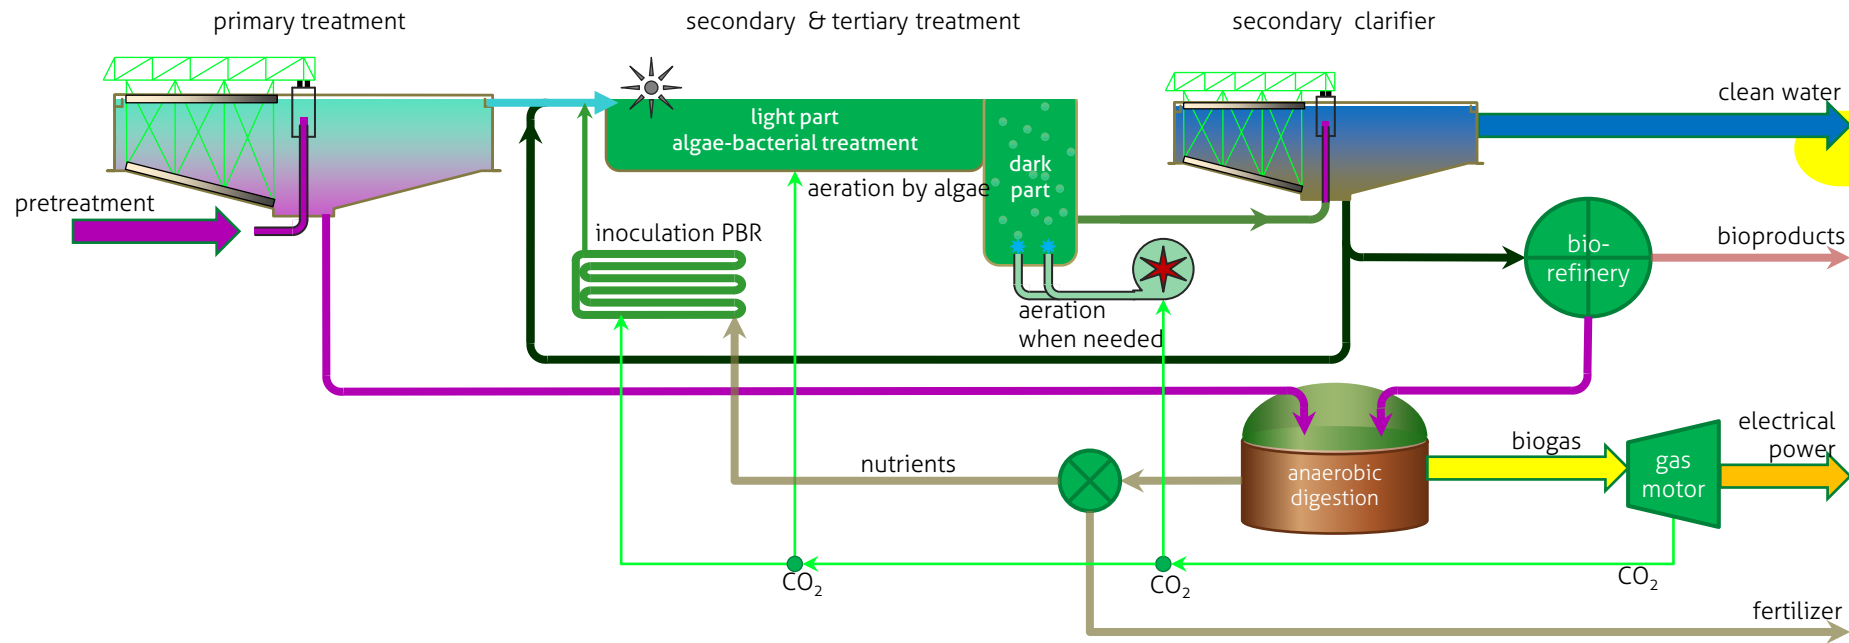 primary treatment
secondary & tertiary treatment
secondary clarifier
clean water
light part
algae-bacterial treatment
dark
part
aeration by algae
pretreatment
inoculation PBR
bio-
refinery
bioproducts
aeration
when needed
electrical
power
biogas
gas
motor
nutrients
anaerobic
digestion
CO₂
CO₂
CO₂
fertilizer